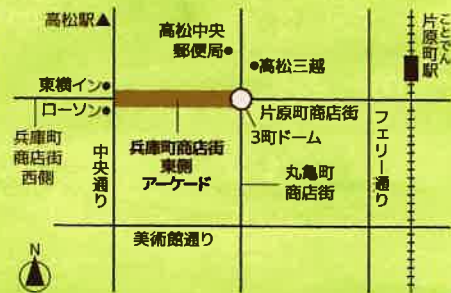 高松駅▲
高松中央
郵便局
高松三越
ことでん
片原町駅
東横イン
ローソン
兵庫町
商店街
西側
中央通り
兵庫町商店街
東側
アーケード
片原町商店街
3町ドーム
丸亀町
商店街
フェリー通り
美術館通り
N